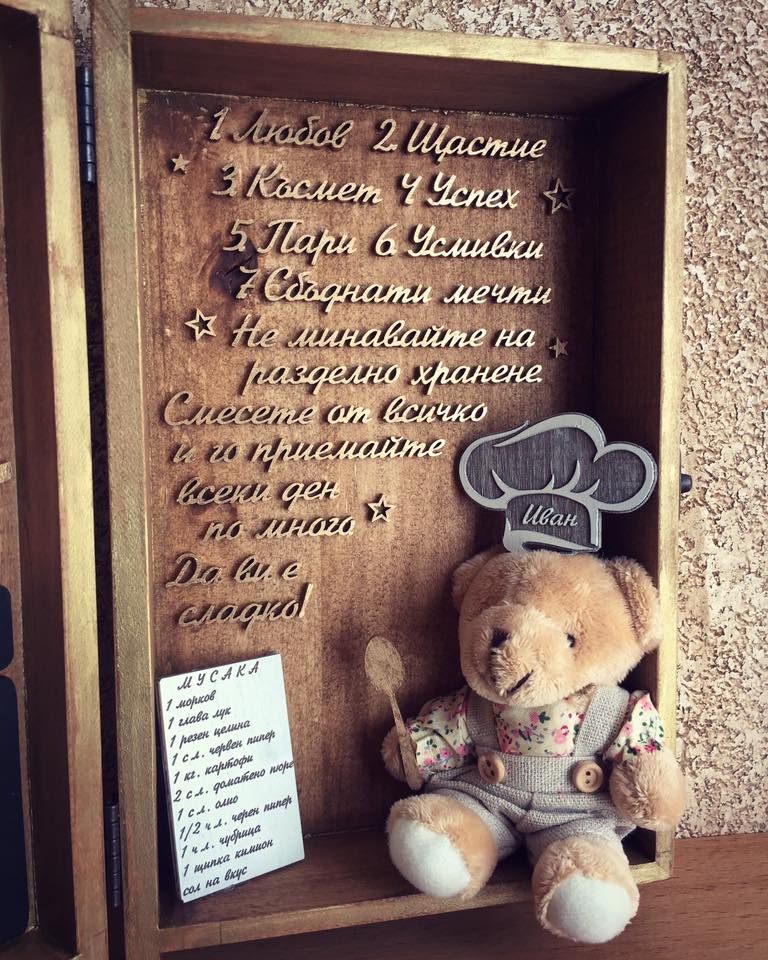 1 Любов 2. Щастие
3. Късмет 4 Успех
5. Пари 6. Усмивки
7. Сбъднати мечти
Не минавайте на
разделно хранене.
Смесете от всичко
и го приемайте
всеки ден
по много
Да ви е
сладко!
Иван
МУСАКА
1 морков
1 глава лук
1 резен целина
1 с л. червен пипер
1 кг. картофи
2 с л. доматено пюре
1 с л. олио
1/2 ч л. черен пипер
1 ч л. чубрица
1 щипка кимион
сол на вкус